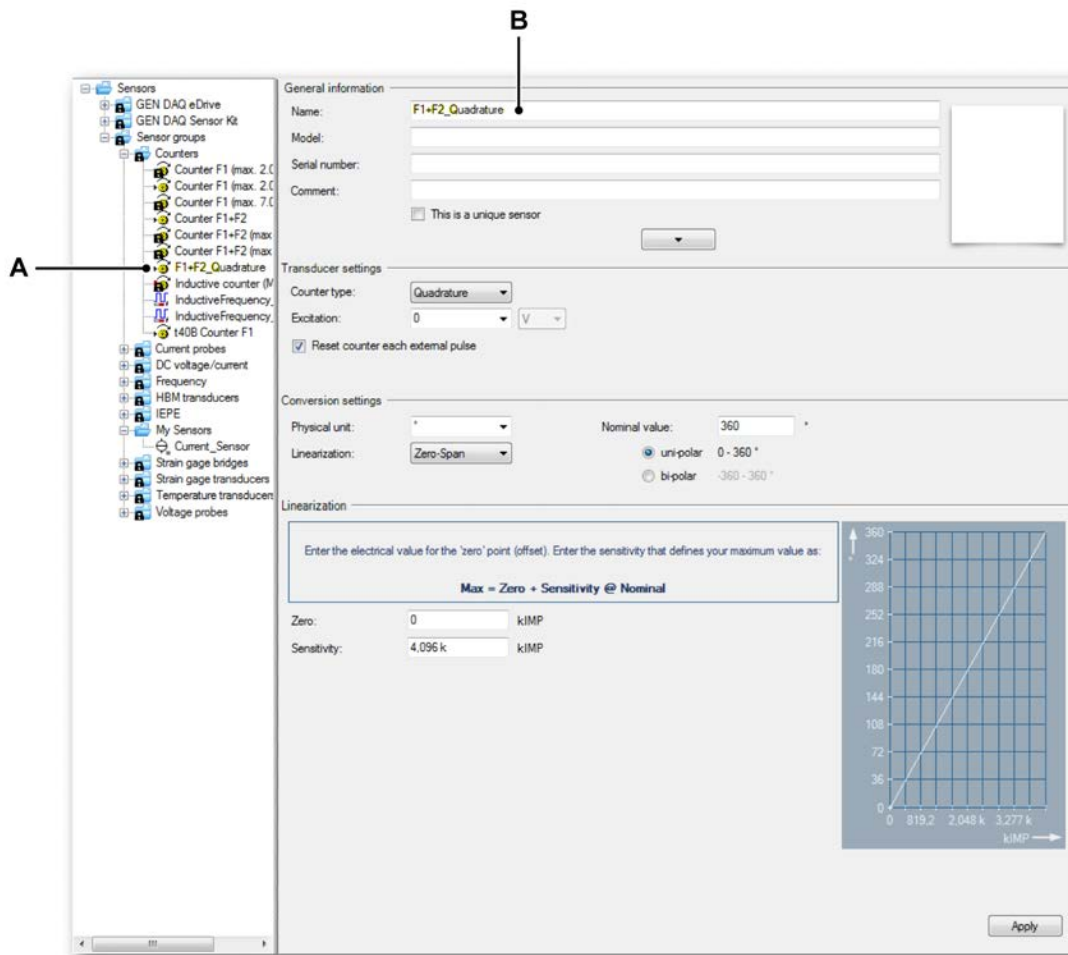 B
A
Sensors
GEN DAQ eDrive
GEN DAQ Sensor Kit
Sensor groups
Counters
Counter F1 (max. 2.0
Counter F1 (max. 2.0
Counter F1 (max. 7.0
Counter F1+F2
Counter F1+F2 (max
Counter F1+F2 (max
F1+F2_Quadrature
Inductive counter (M
InductiveFrequency_
InductiveFrequency_
t40B Counter F1
Current probes
DC voltage/current
Frequency
HBM transducers
IEPE
My Sensors
Current_Sensor
Strain gage bridges
Strain gage transducers
Temperature transducers
Voltage probes
General information
Name: F1+F2_Quadrature
Model:
Serial number:
Comment:
This is a unique sensor
Transducer settings
Counter type: Quadrature
Excitation: 0 V
Reset counter each external pulse
Conversion settings
Physical unit: ° Nominal value: 360 °
Linearization: Zero-Span uni-polar 0 - 360 °
bi-polar -360 - 360 °
Linearization
Enter the electrical value for the 'zero' point (offset). Enter the sensitivity that defines your maximum value as:
Max = Zero + Sensitivity @ Nominal
Zero: 0 kIMP
Sensitivity: 4,096 k kIMP
360
°
324
288
252
216
180
144
108
72
36
0
0 819,2 2,048 k 3,277 k
kIMP
Apply